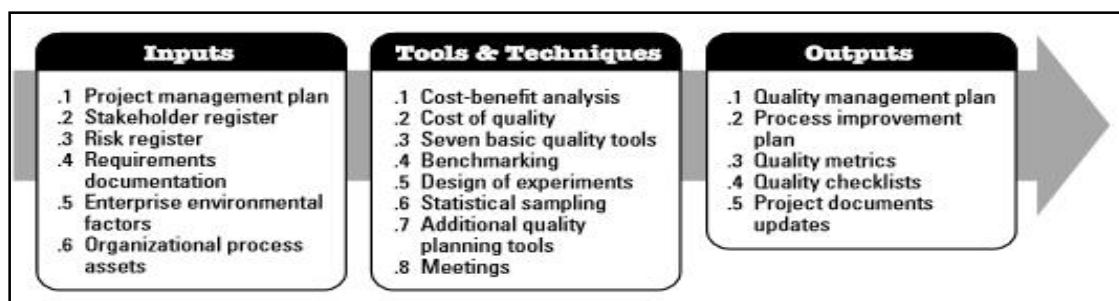 Inputs
.1 Project management plan
.2 Stakeholder register
.3 Risk register
.4 Requirements
documentation
.5 Enterprise environmental
factors
.6 Organizational process
assets
Tools & Techniques
.1 Cost-benefit analysis
.2 Cost of quality
.3 Seven basic quality tools
.4 Benchmarking
.5 Design of experiments
.6 Statistical sampling
.7 Additional quality
planning tools
.8 Meetings
Outputs
.1 Quality management plan
.2 Process improvement
plan
.3 Quality metrics
.4 Quality checklists
.5 Project documents
updates